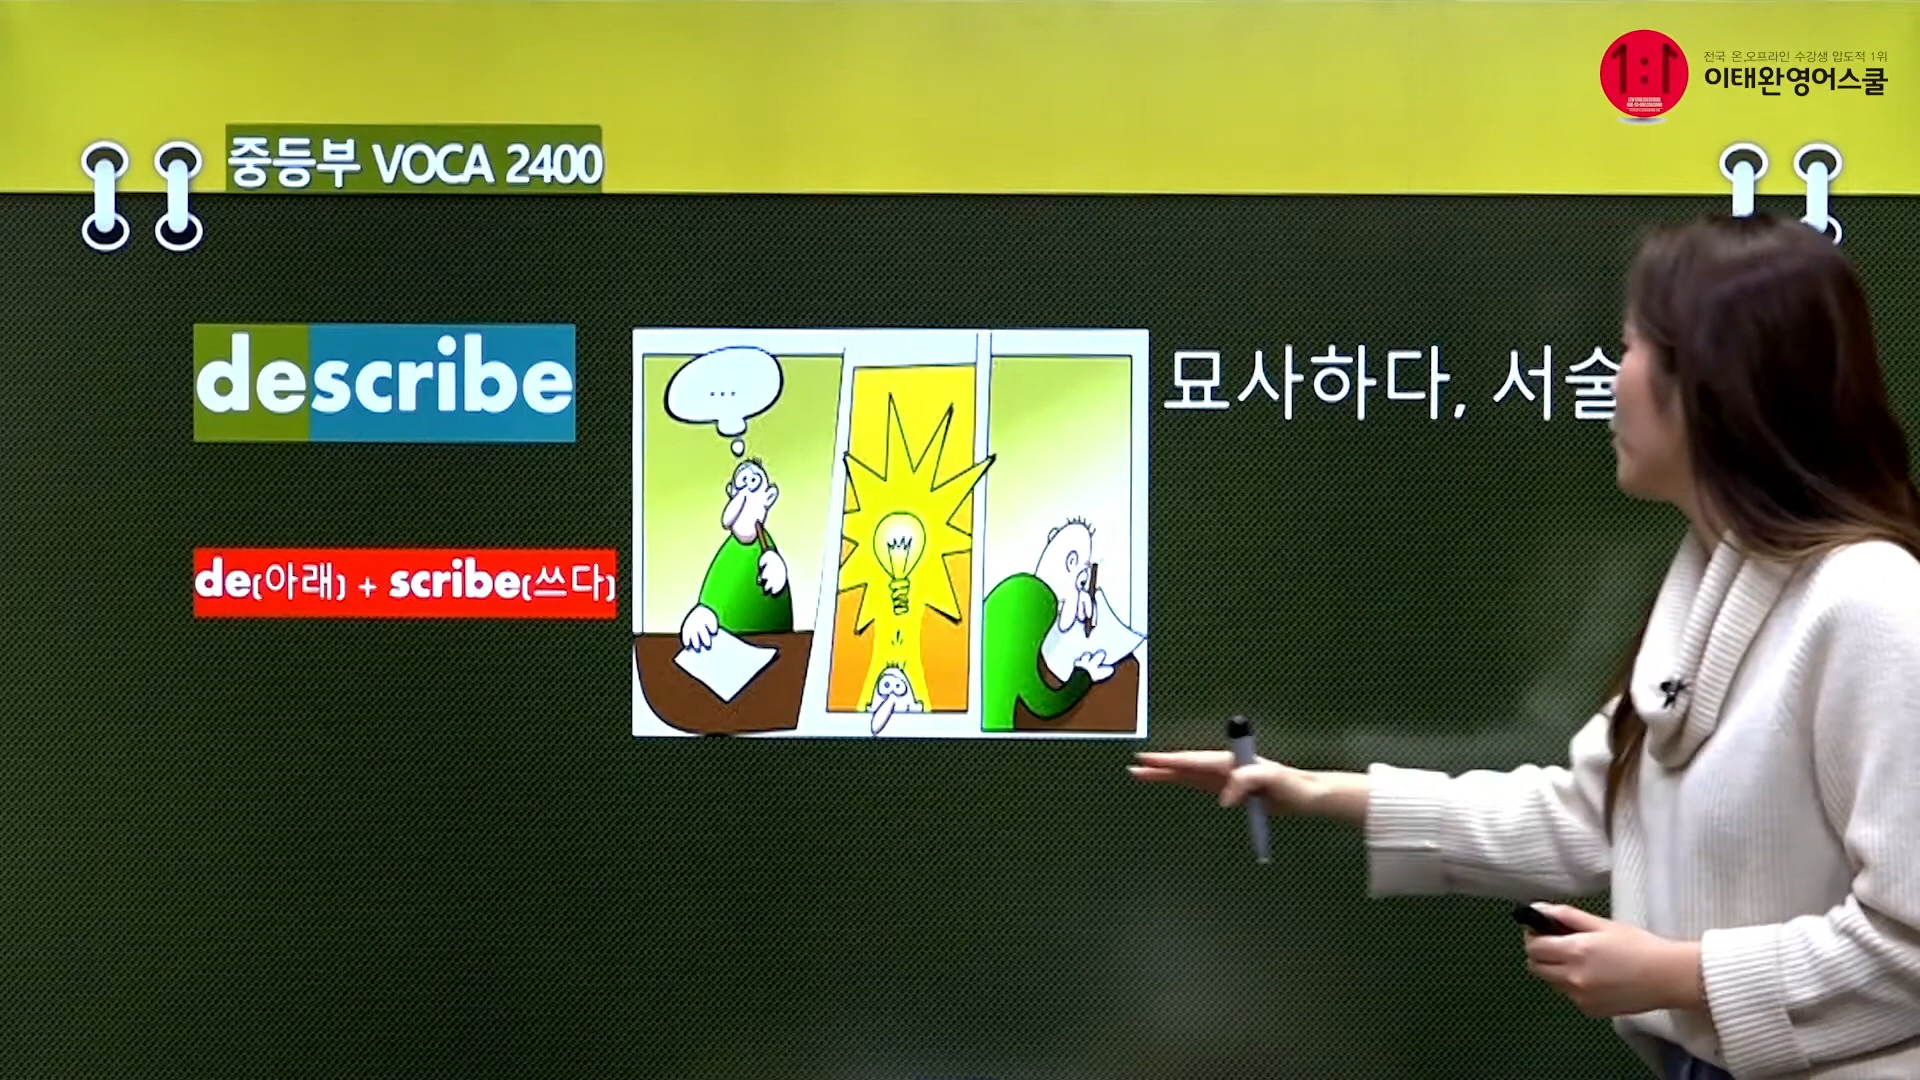 전국 온,오프라인 수강생 압도적 1위
1:1 이태완영어스쿨
중등부 VOCA 2400
describe
...
묘사하다, 서술
de(아래) + scribe(쓰다)